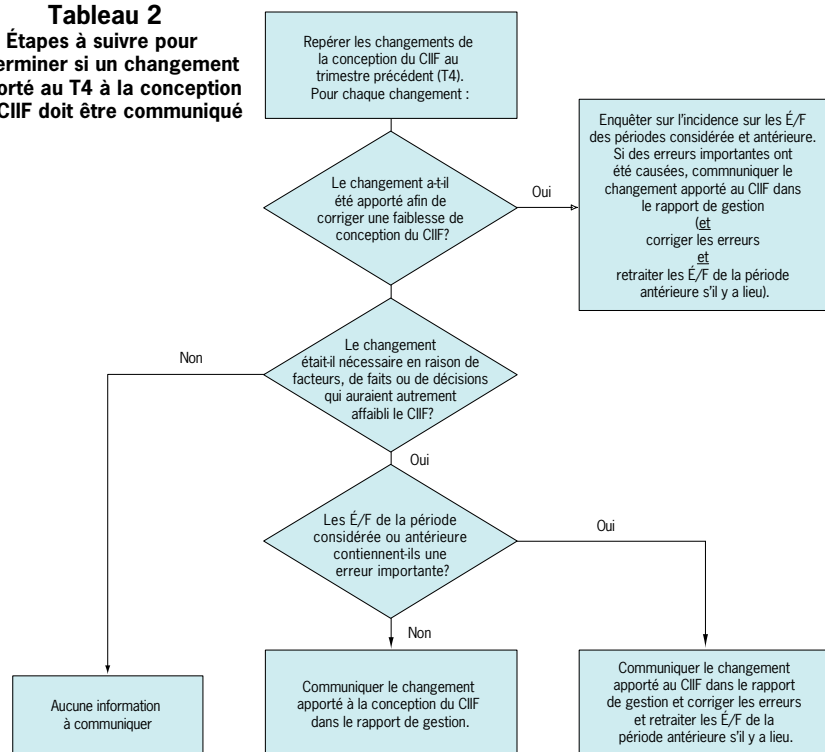 Tableau 2
Étapes à suivre pour
erminer si un changement
orté au T4 à la conception
CIIF doit être communiqué
Repérer les changements de
la conception du CIIF au
trimestre précédent (T4).
Pour chaque changement :
Le changement a-t-il
été apporté afin de
corriger une faiblesse de
conception du CIIF?
Oui
Enquêter sur l'incidence sur les É/F
des périodes considérée et antérieure.
Si des erreurs importantes ont
été causées, commnuniquer le
changement apporté au CIIF dans
le rapport de gestion
(et
corriger les erreurs
et
retraiter les É/F de la période
antérieure s'il y a lieu).
Le changement
était-il nécessaire en raison de
facteurs, de faits ou de décisions
qui auraient autrement
affaibli le CIIF?
Non
Oui
Les É/F de la période
considérée ou antérieure
contiennent-ils une
erreur importante?
Oui
Non
Aucune information
à communiquer
Communiquer le changement
apporté à la conception du CIIF
dans le rapport de gestion.
Communiquer le changement
apporté au CIIF dans le rapport
de gestion et corriger les erreurs
et retraiter les É/F de la
période antérieure s'il y a lieu.